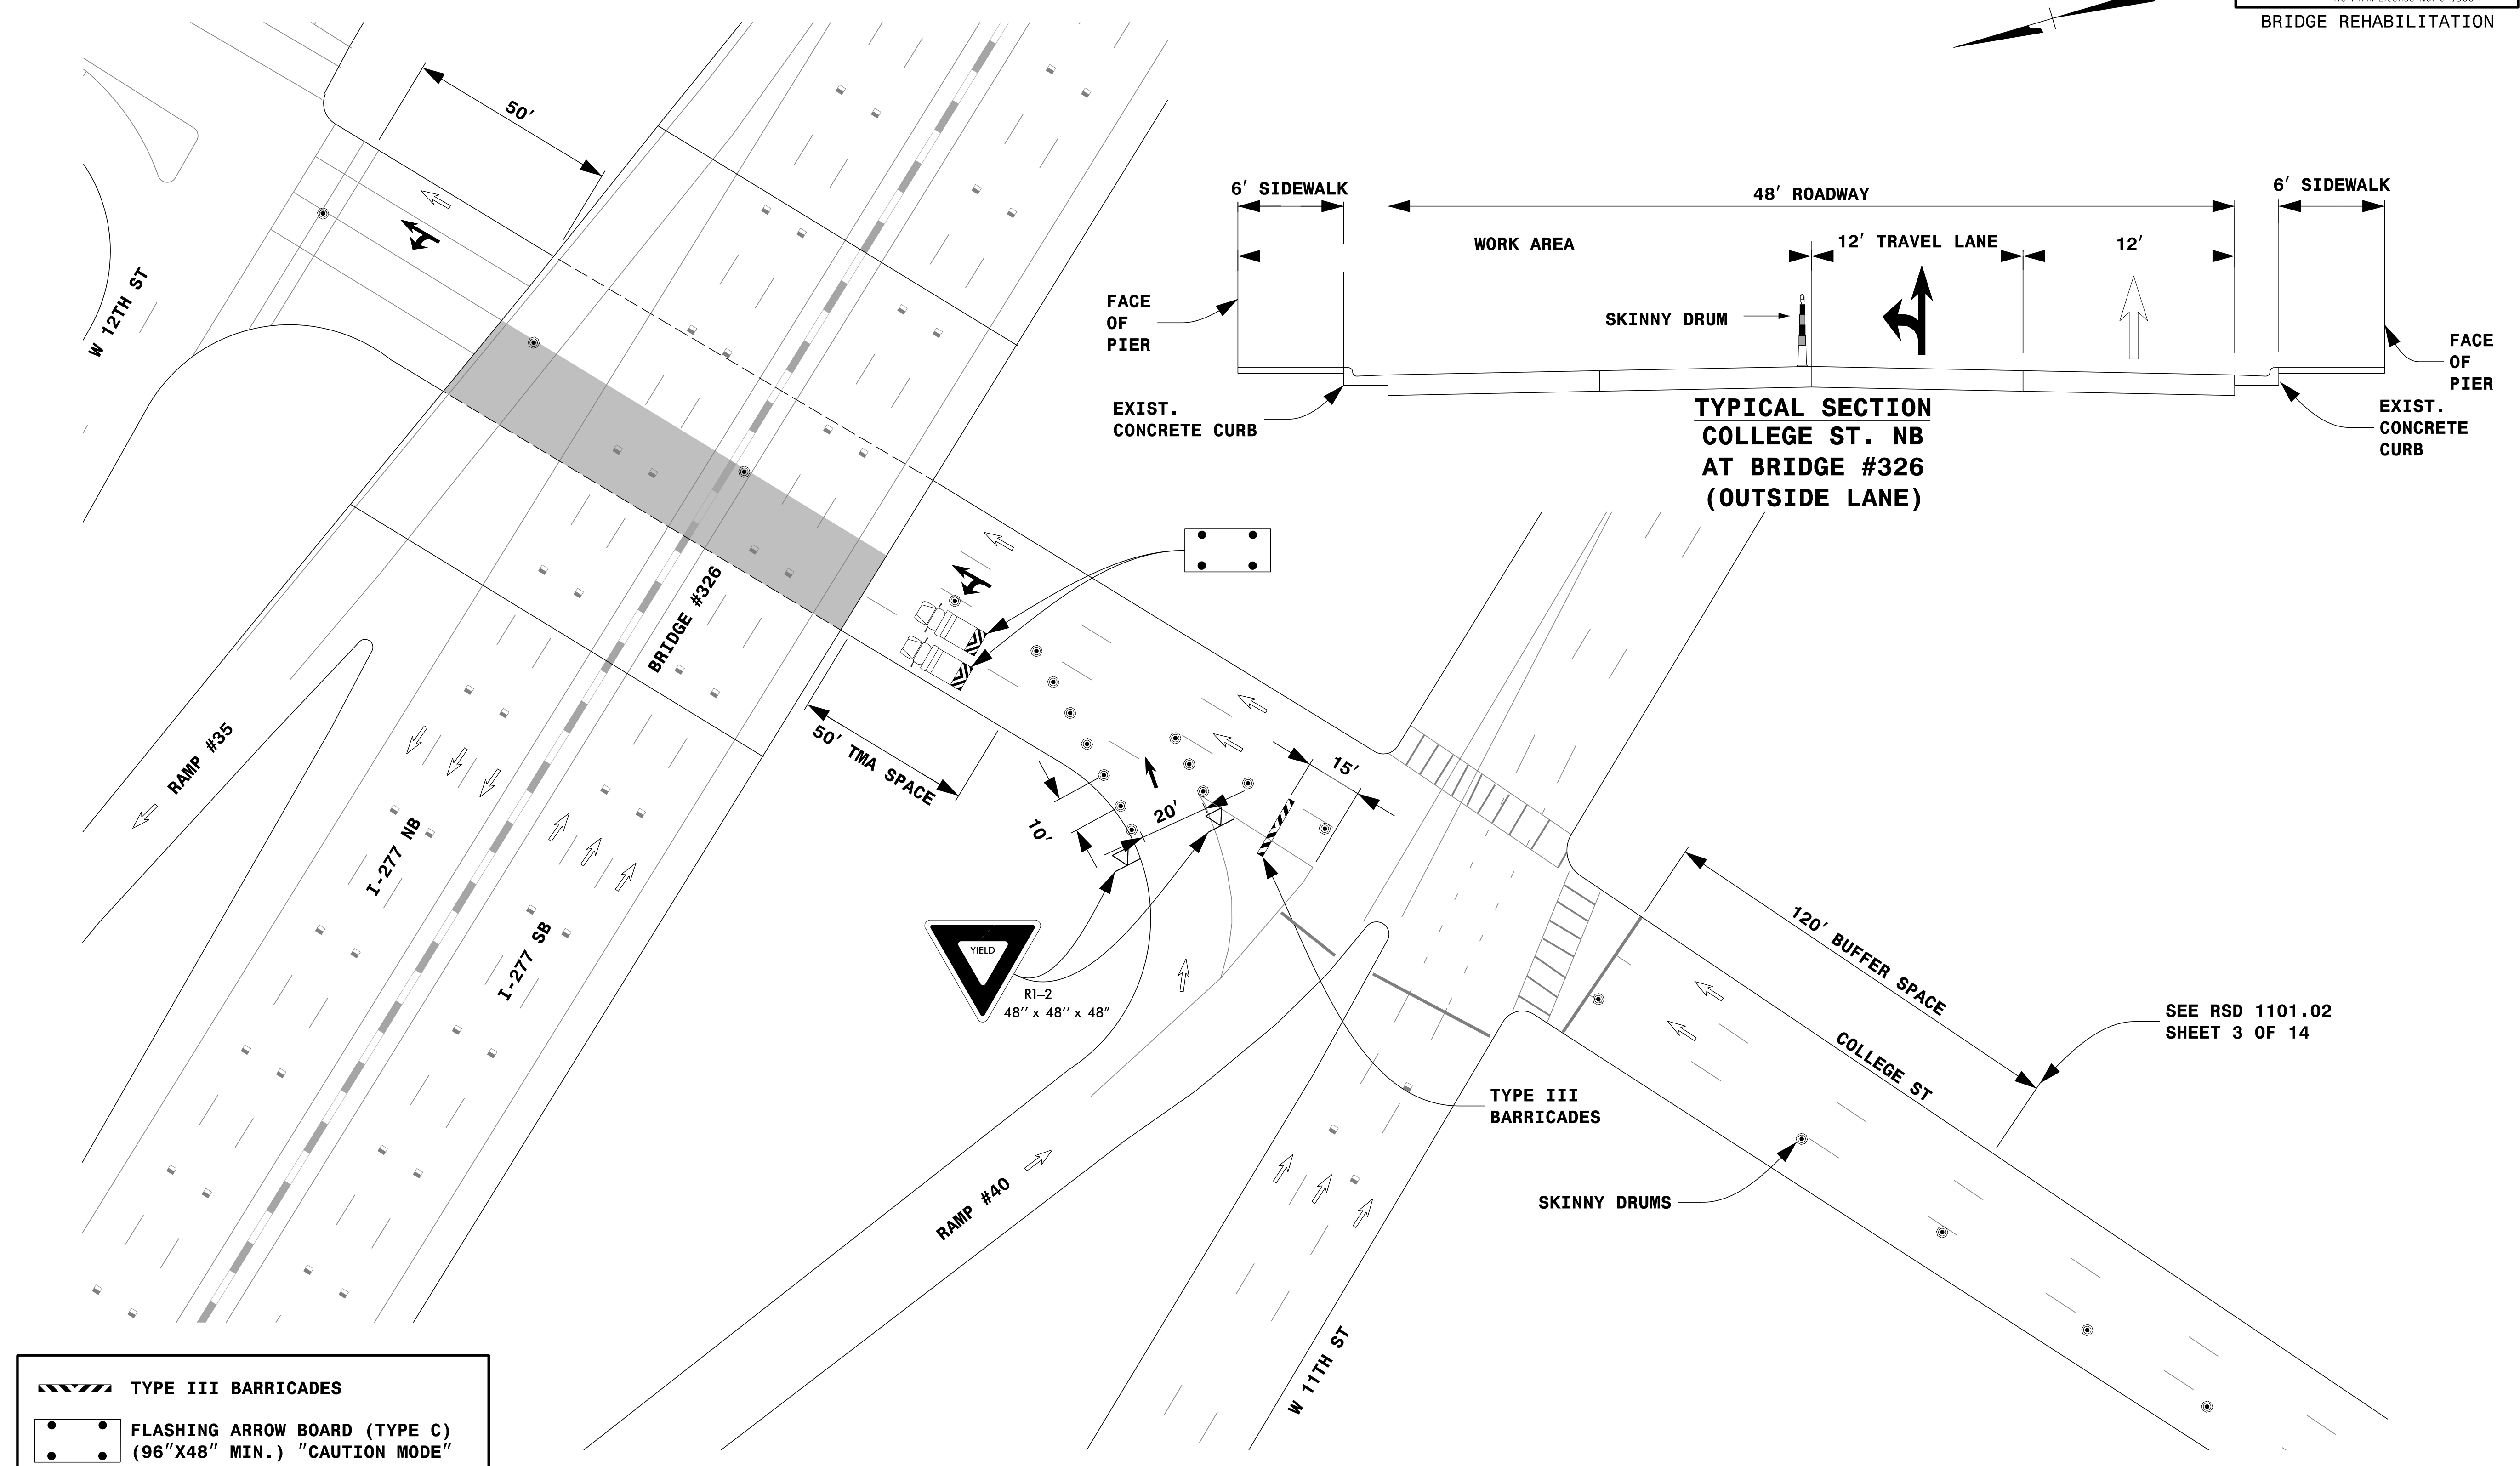 BRIDGE REHABILITATION
50'
W 12TH ST
6' SIDEWALK
48' ROADWAY
6' SIDEWALK
WORK AREA
12' TRAVEL LANE
12'
FACE
OF
PIER
SKINNY DRUM
FACE
OF
PIER
EXIST.
CONCRETE CURB
EXIST.
CONCRETE
CURB
TYPICAL SECTION
COLLEGE ST. NB
AT BRIDGE #326
(OUTSIDE LANE)
BRIDGE #326
RAMP #35
50' TMA SPACE
15'
20'
10'
I-277 NB
I-277 SB
YIELD
R1-2
48'' x 48'' x 48"
120' BUFFER SPACE
COLLEGE ST
SEE RSD 1101.02
SHEET 3 OF 14
TYPE III
BARRICADES
SKINNY DRUMS
RAMP #40
W 11TH ST
TYPE III BARRICADES
FLASHING ARROW BOARD (TYPE C)
(96"X48" MIN.) "CAUTION MODE"